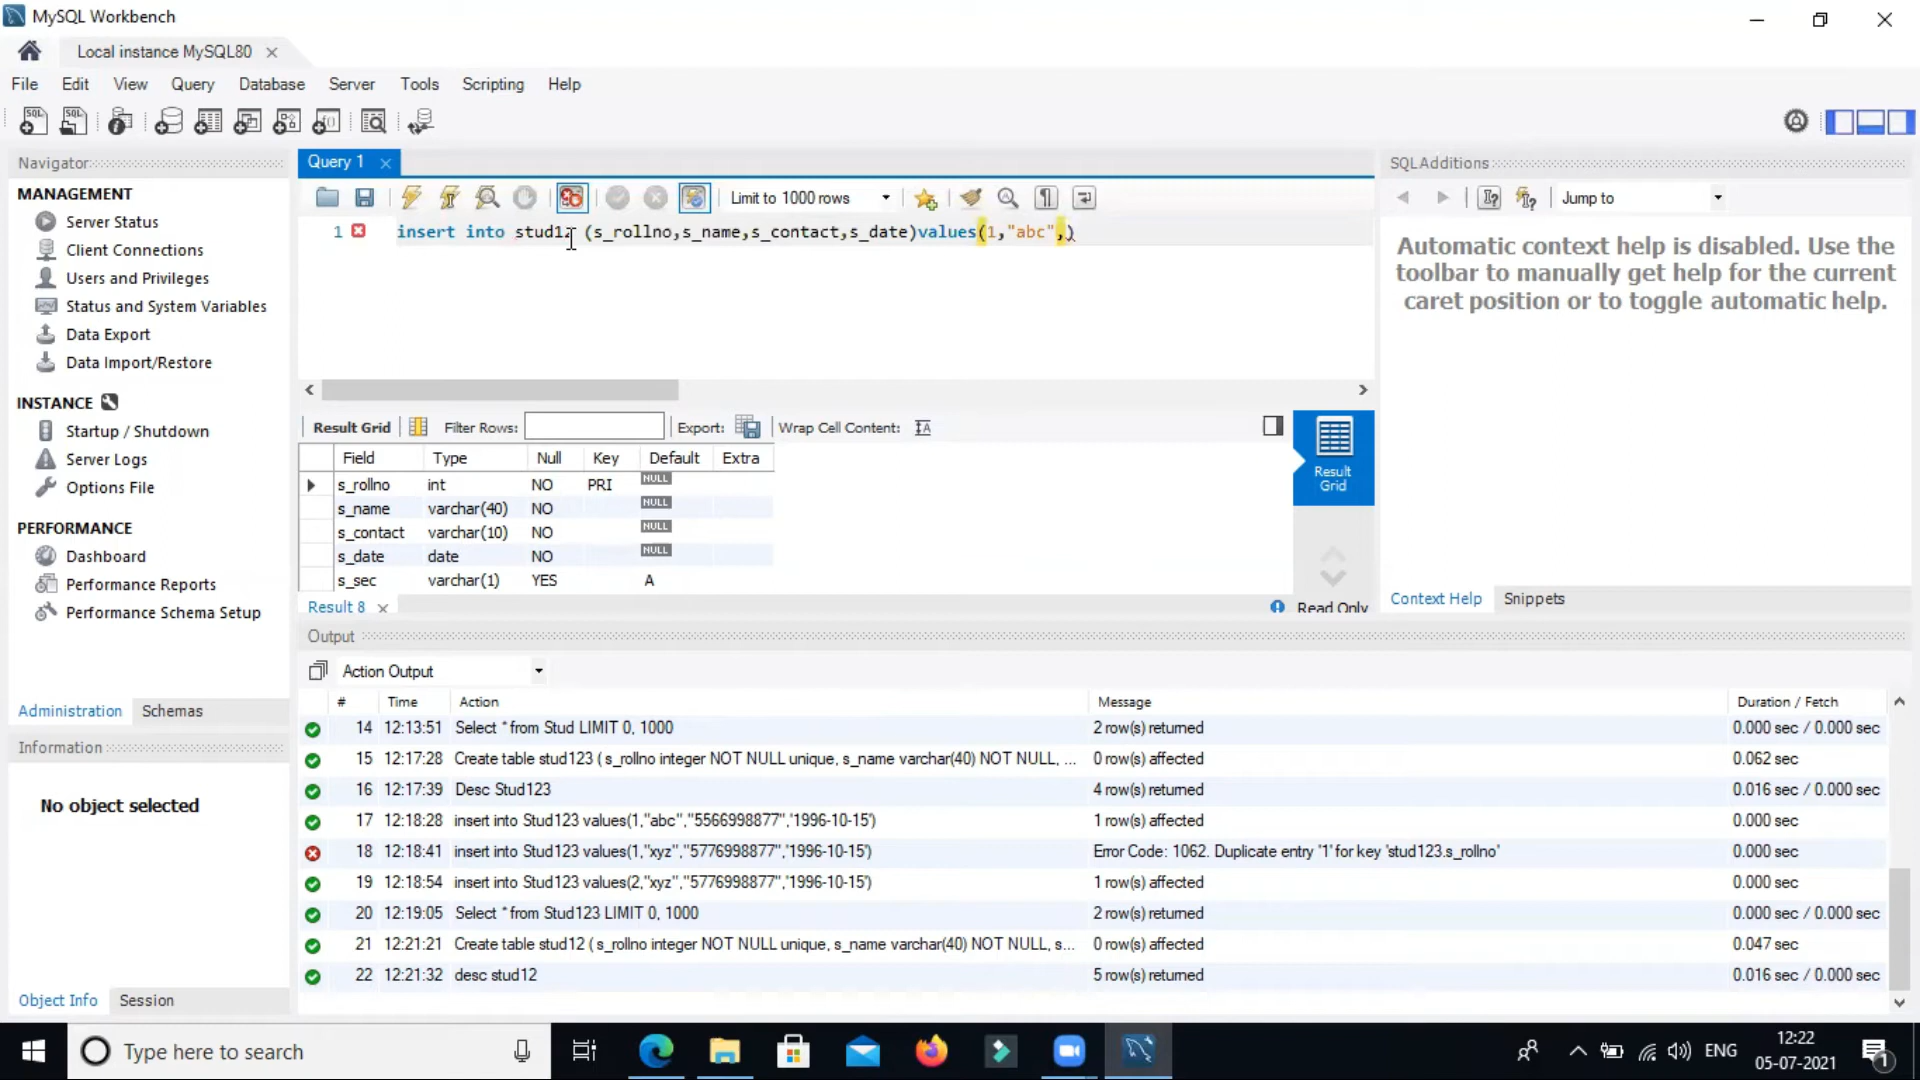 MySQL Workbench
Local instance MySQL80
File Edit View Query Database Server Tools Scripting Help
Navigator
MANAGEMENT
Server Status
Client Connections
Users and Privileges
Status and System Variables
Data Export
Data Import/Restore
INSTANCE
Startup / Shutdown
Server Logs
Options File
PERFORMANCE
Dashboard
Performance Reports
Performance Schema Setup
Administration Schemas
Information
No object selected
Object Info Session
Query 1
Limit to 1000 rows
1 insert into stud12 (s_rollno,s_name,s_contact,s_date)values(1,"abc",)
Result Grid Filter Rows: Export: Wrap Cell Content:
Field Type Null Key Default Extra
s_rollno int NO PRI NULL
s_name varchar(40) NO NULL
s_contact varchar(10) NO NULL
s_date date NO NULL
s_sec varchar(1) YES A
Result Grid
Result 8
Read Only
SQL Additions
Jump to
Automatic context help is disabled. Use the
toolbar to manually get help for the current
caret position or to toggle automatic help.
Context Help Snippets
Output
Action Output
# Time Action Message Duration / Fetch
14 12:13:51 Select * from Stud LIMIT 0, 1000 2 row(s) returned 0.000 sec / 0.000 sec
15 12:17:28 Create table stud123 ( s_rollno integer NOT NULL unique, s_name varchar(40) NOT NULL, ... 0 row(s) affected 0.062 sec
16 12:17:39 Desc Stud123 4 row(s) returned 0.016 sec / 0.000 sec
17 12:18:28 insert into Stud123 values(1,"abc","5566998877",'1996-10-15') 1 row(s) affected 0.000 sec
18 12:18:41 insert into Stud123 values(1,"xyz","5776998877",'1996-10-15') Error Code: 1062. Duplicate entry '1' for key 'stud123.s_rollno' 0.000 sec
19 12:18:54 insert into Stud123 values(2,"xyz","5776998877",'1996-10-15') 1 row(s) affected 0.000 sec
20 12:19:05 Select * from Stud123 LIMIT 0, 1000 2 row(s) returned 0.000 sec / 0.000 sec
21 12:21:21 Create table stud12 ( s_rollno integer NOT NULL unique, s_name varchar(40) NOT NULL, s... 0 row(s) affected 0.047 sec
22 12:21:32 desc stud12 5 row(s) returned 0.016 sec / 0.000 sec
Type here to search
ENG
12:22
05-07-2021
1